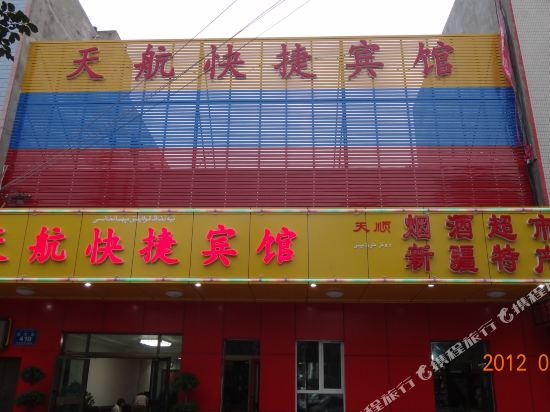 天航快捷宾馆
天航快捷宾馆
天顺
烟酒超市
新疆特产
携程旅行
携程旅行
2012 0